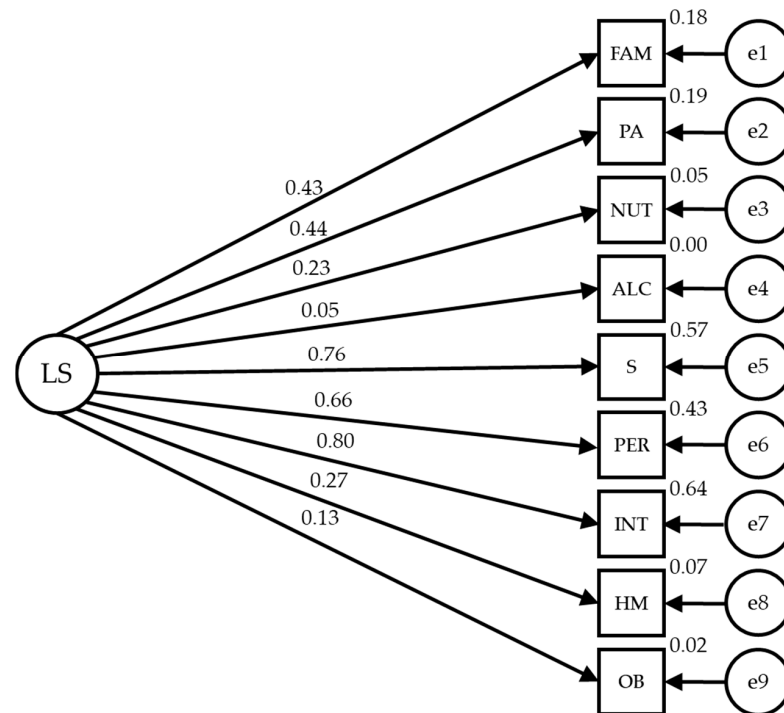 0.18
FAM
e1
0.19
PA
e2
0.43
0.05
NUT
e3
0.44
0.00
0.23
ALC
e4
0.05
0.57
0.76
S
e5
LS
0.66
0.43
PER
e6
0.80
0.64
0.27
INT
e7
0.13
0.07
HM
e8
0.02
OB
e9